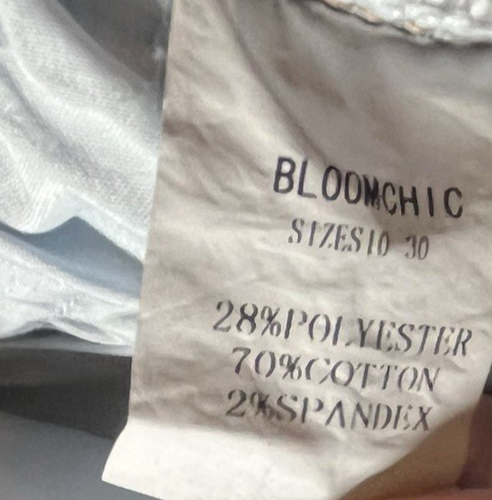 BLOOMCHIC
SIZES10 30
28%POLYESTER
70%COTTON
2%SPANDEX